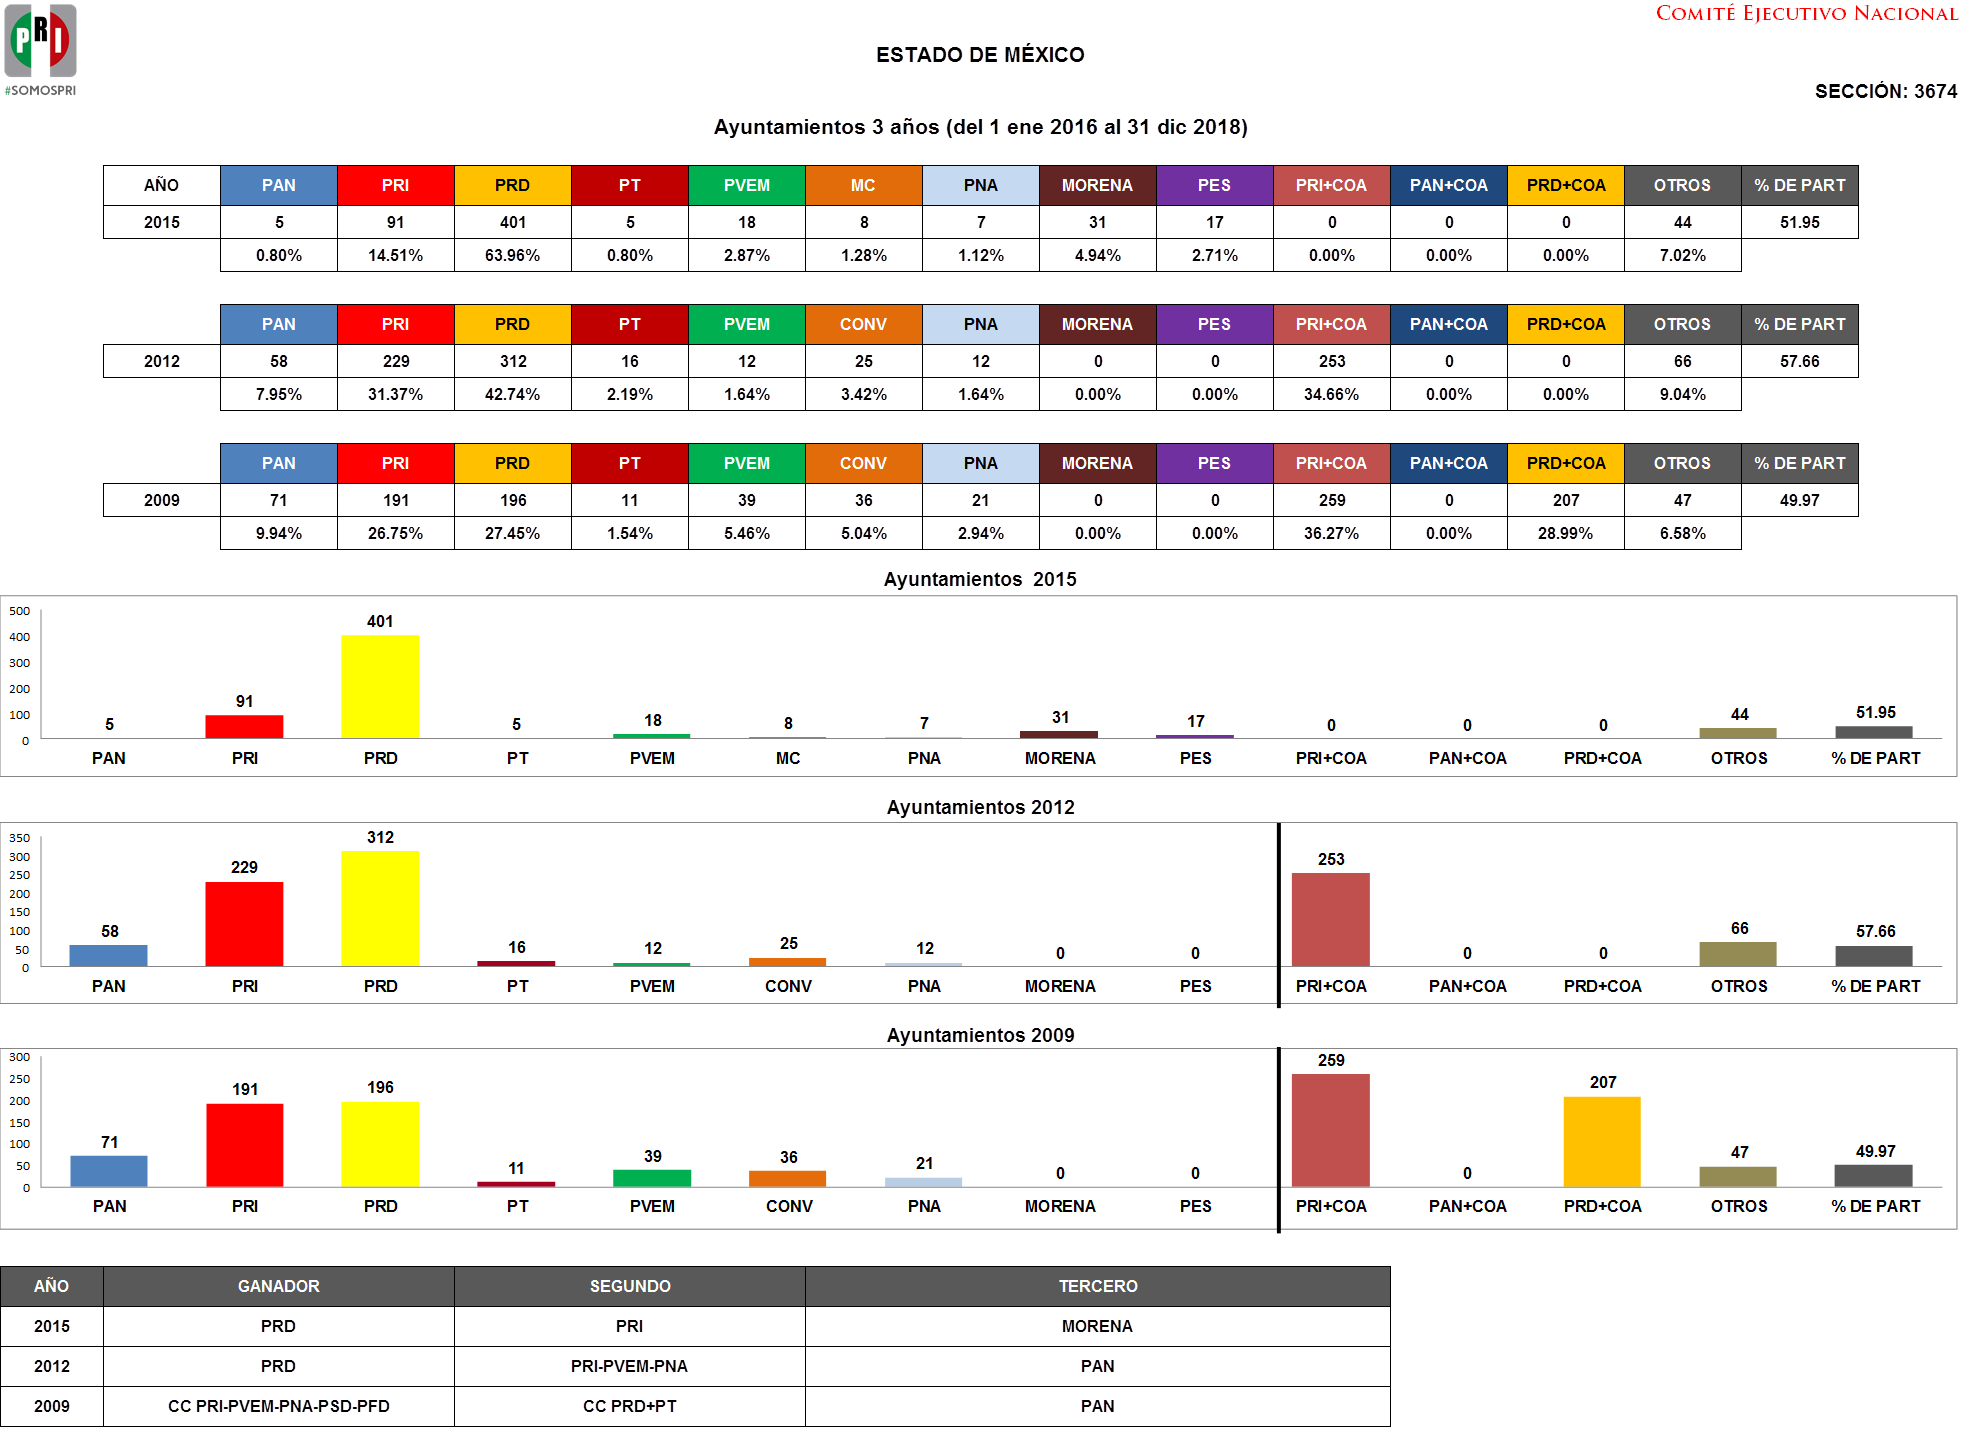 PRI
#SOMOSPRI
COMITÉ EJECUTIVO NACIONAL
ESTADO DE MÉXICO
SECCIÓN: 3674
Ayuntamientos 3 años (del 1 ene 2016 al 31 dic 2018)
AÑO PAN PRI PRD PT PVEM MC PNA MORENA PES PRI+COA PAN+COA PRD+COA OTROS % DE PART
2015 5 91 401 5 18 8 7 31 17 0 0 0 44 51.95
0.80% 14.51% 63.96% 0.80% 2.87% 1.28% 1.12% 4.94% 2.71% 0.00% 0.00% 0.00% 7.02%
PAN PRI PRD PT PVEM CONV PNA MORENA PES PRI+COA PAN+COA PRD+COA OTROS % DE PART
2012 58 229 312 16 12 25 12 0 0 253 0 0 66 57.66
7.95% 31.37% 42.74% 2.19% 1.64% 3.42% 1.64% 0.00% 0.00% 34.66% 0.00% 0.00% 9.04%
PAN PRI PRD PT PVEM CONV PNA MORENA PES PRI+COA PAN+COA PRD+COA OTROS % DE PART
2009 71 191 196 11 39 36 21 0 0 259 0 207 47 49.97
9.94% 26.75% 27.45% 1.54% 5.46% 5.04% 2.94% 0.00% 0.00% 36.27% 0.00% 28.99% 6.58%
Ayuntamientos 2015
500
400
300
200
100
0
5 91 401 5 18 8 7 31 17 0 0 0 44 51.95
PAN PRI PRD PT PVEM MC PNA MORENA PES PRI+COA PAN+COA PRD+COA OTROS % DE PART
Ayuntamientos 2012
350
300
250
200
150
100
50
0
58 229 312 16 12 25 12 0 0 253 0 0 66 57.66
PAN PRI PRD PT PVEM CONV PNA MORENA PES PRI+COA PAN+COA PRD+COA OTROS % DE PART
Ayuntamientos 2009
300
250
200
150
100
50
0
71 191 196 11 39 36 21 0 0 259 0 207 47 49.97
PAN PRI PRD PT PVEM CONV PNA MORENA PES PRI+COA PAN+COA PRD+COA OTROS % DE PART
AÑO GANADOR SEGUNDO TERCERO
2015 PRD PRI MORENA
2012 PRD PRI-PVEM-PNA PAN
2009 CC PRI-PVEM-PNA-PSD-PFD CC PRD+PT PAN